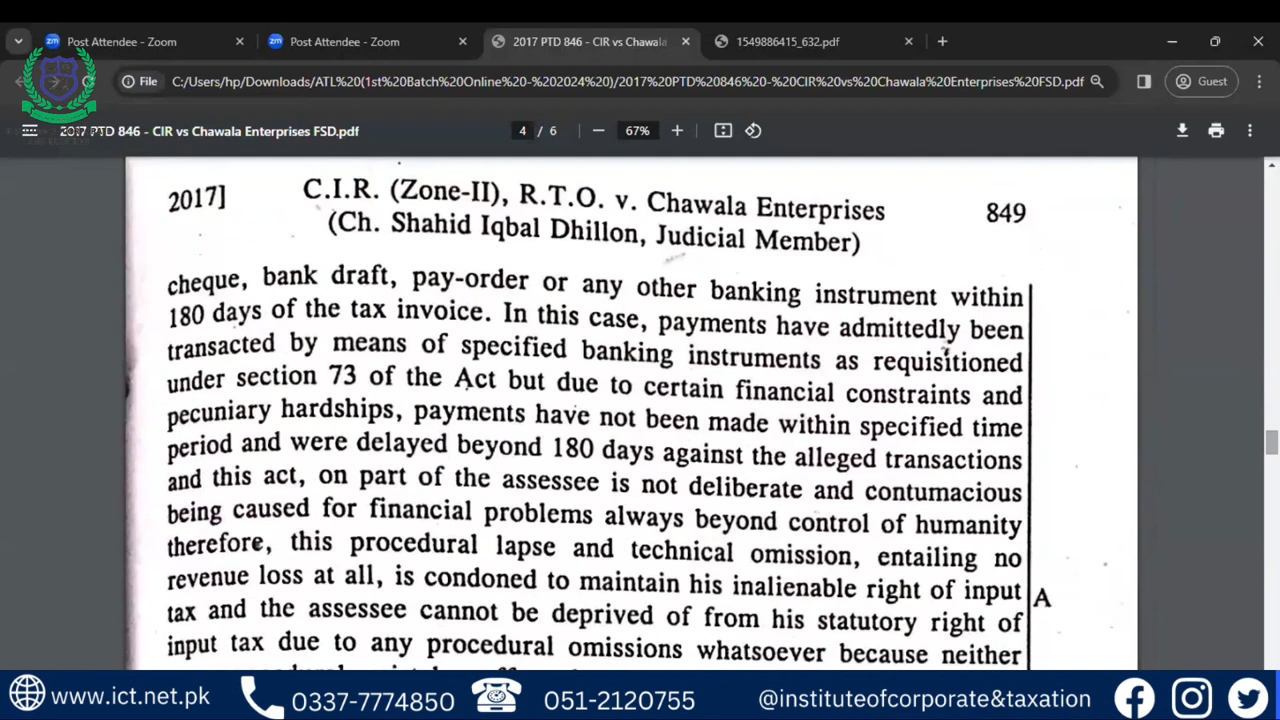 Post Attendee - Zoom
Post Attendee - Zoom
2017 PTD 846 - CIR vs Chawala
1549886415_632.pdf
File
C:/Users/hp/Downloads/ATL%20(1st%20Batch%20Online%20-%202024%20)/2017%20PTD%20846%20-%20CIR%20vs%20Chawala%20Enterprises%20FSD.pdf
Guest
2017 PTD 846 - CIR vs Chawala Enterprises FSD.pdf
4 / 6
67%
2017] C.I.R. (Zone-II), R.T.O. v. Chawala Enterprises 849
(Ch. Shahid Iqbal Dhillon, Judicial Member)
cheque, bank draft, pay-order or any other banking instrument within
180 days of the tax invoice. In this case, payments have admittedly been
transacted by means of specified banking instruments as requisitioned
under section 73 of the Act but due to certain financial constraints and
pecuniary hardships, payments have not been made within specified time
period and were delayed beyond 180 days against the alleged transactions
and this act, on part of the assessee is not deliberate and contumacious
being caused for financial problems always beyond control of humanity
therefore, this procedural lapse and technical omission, entailing no
revenue loss at all, is condoned to maintain his inalienable right of input A
tax and the assessee cannot be deprived of from his statutory right of
input tax due to any procedural omissions whatsoever because neither
www.ict.net.pk
0337-7774850
051-2120755
@instituteofcorporate&taxation